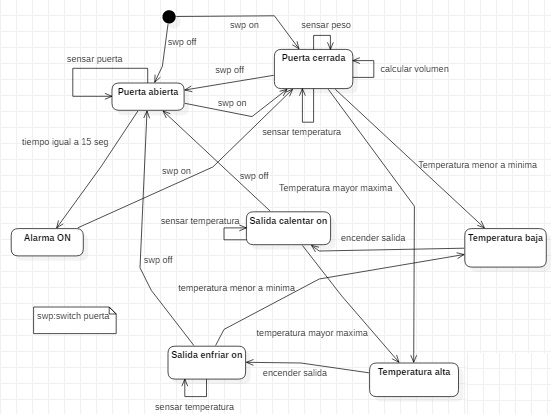 swp on
sensar peso
swp off
Puerta cerrada
sensar puerta
swp off
calcular volumen
Puerta abierta
swp on
sensar temperatura
tiempo igual a 15 seg
Temperatura menor a minima
swp on
swp off
Temperatura mayor maxima
sensar temperatura
Salida calentar on
Alarma ON
encender salida
Temperatura baja
swp off
temperatura menor a minima
swp:switch puerta
temperatura mayor maxima
Salida enfriar on
encender salida
Temperatura alta
sensar temperatura